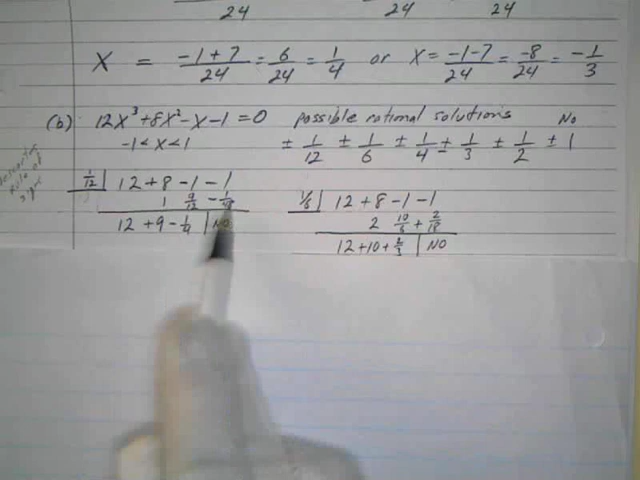 24 24 24
X = -1+7/24 = 6/24 = 1/4 or X = -1-7/24 = -8/24 = -1/3
(b) 12x³+8x²-x-1=0 possible rational solutions No
-1<x<1 ± 1/12 ± 1/6 ± 1/4 ± 1/3 ± 1/2 ± 1
1/12 | 12+8-1-1 12+8-1-1
1 9/12 2 10/6 + 2/18
12+9-1/4 | NO 12+10+2/3 | NO